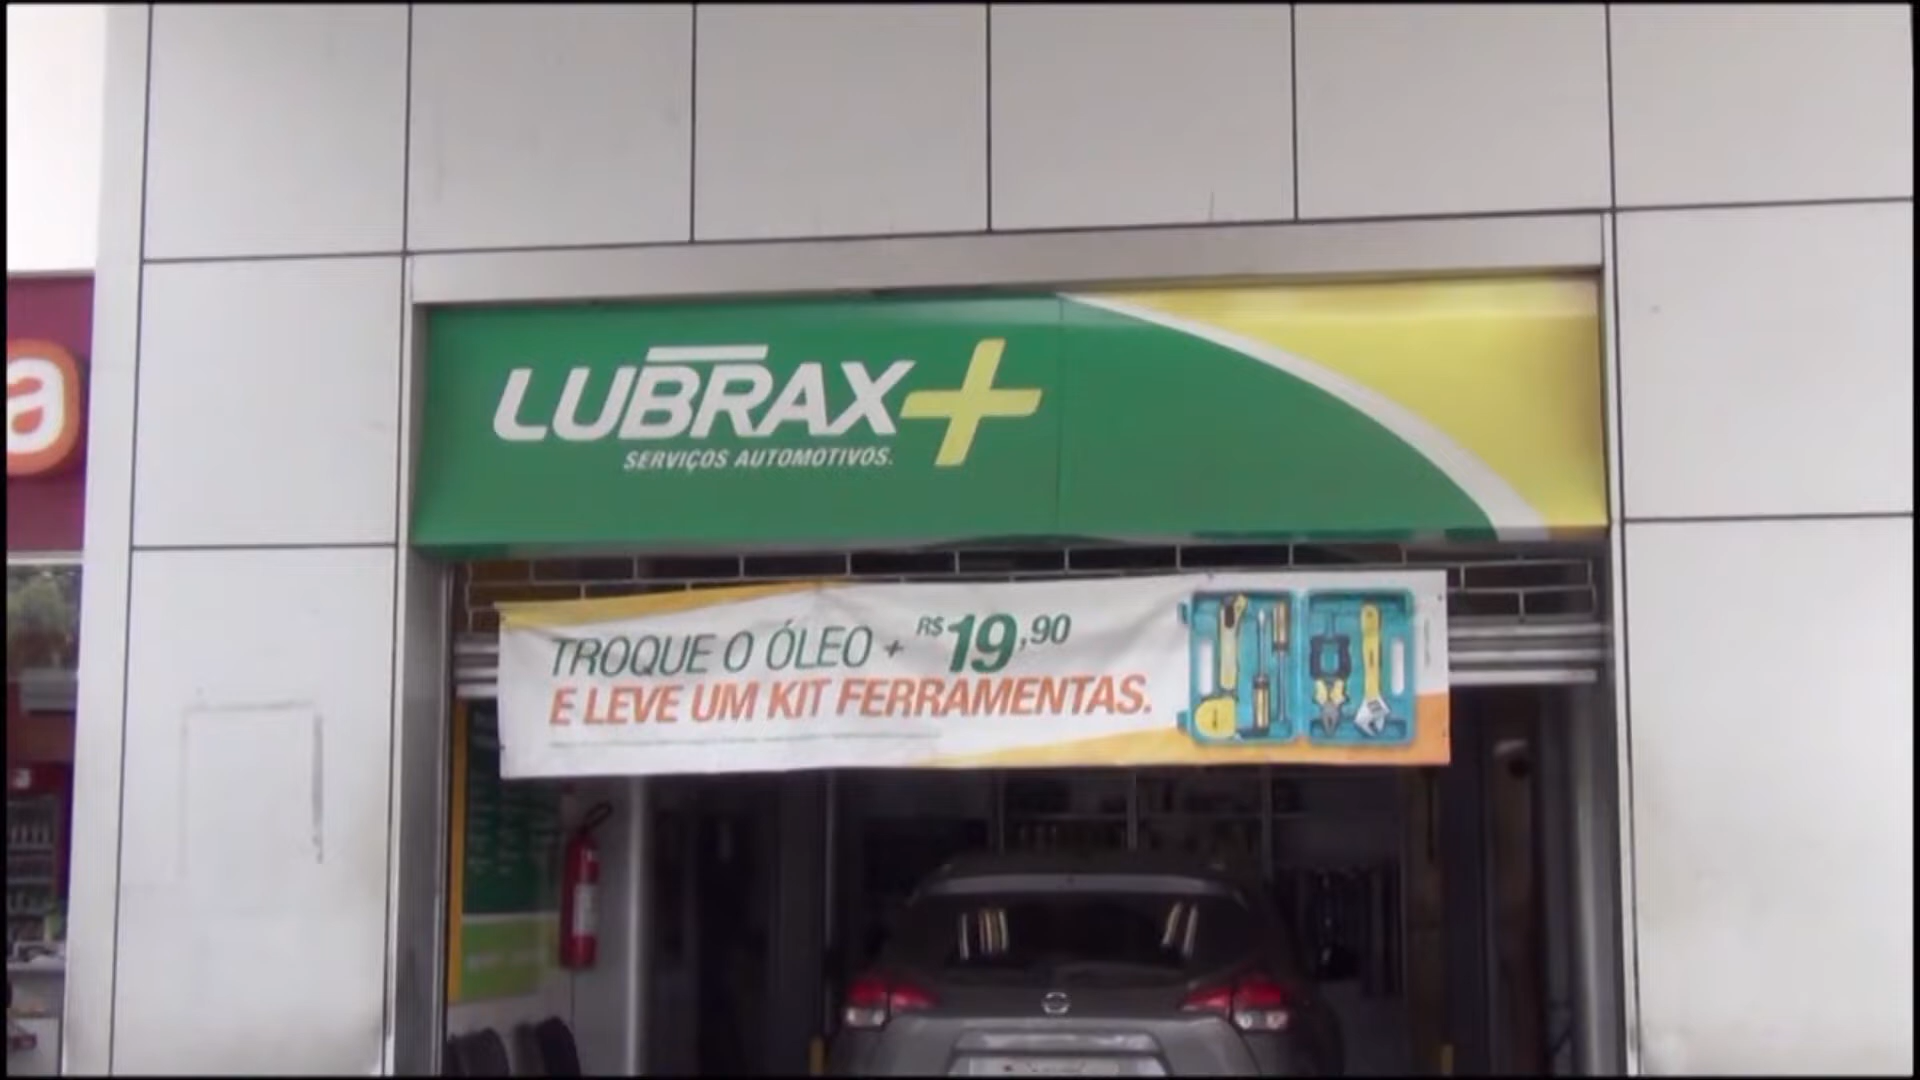 LUBRAX+
SERVIÇOS AUTOMOTIVOS.
TROQUE O ÓLEO + R$19,90
E LEVE UM KIT FERRAMENTAS.
a